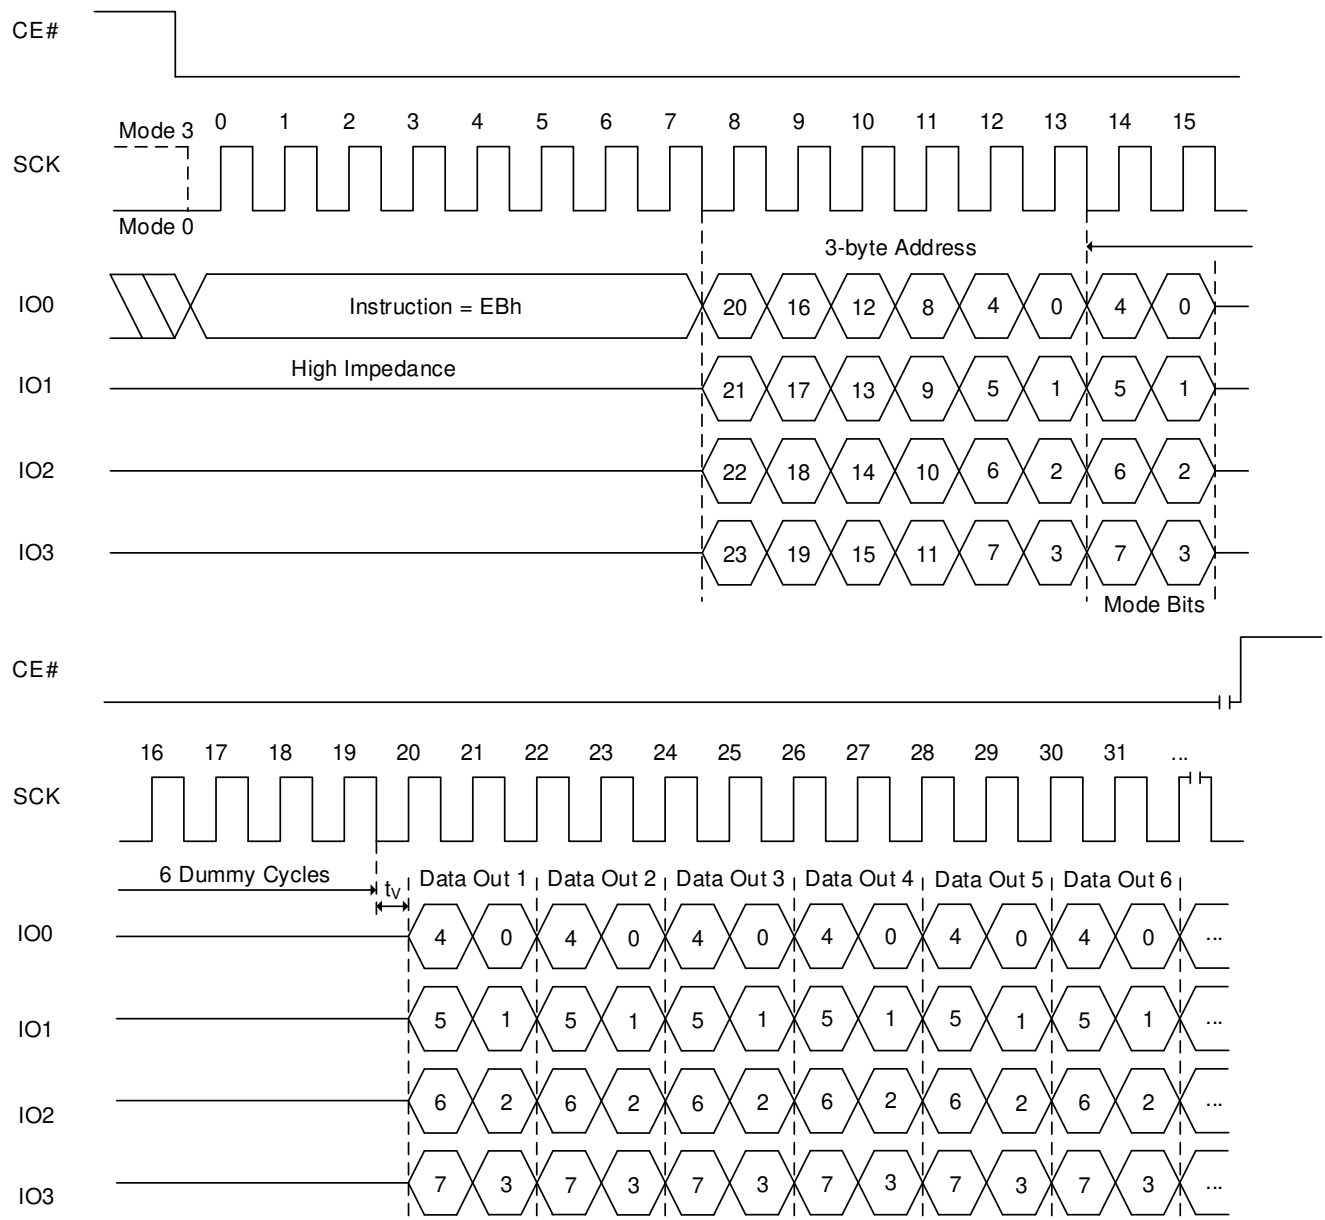 CE#
0 1 2 3 4 5 6 7 8 9 10 11 12 13 14 15
Mode 3
SCK
Mode 0
3-byte Address
IO0 Instruction = EBh 20 16 12 8 4 0 4 0
High Impedance
IO1 21 17 13 9 5 1 5 1
IO2 22 18 14 10 6 2 6 2
IO3 23 19 15 11 7 3 7 3
Mode Bits
CE#
16 17 18 19 20 21 22 23 24 25 26 27 28 29 30 31 ...
SCK
6 Dummy Cycles tV Data Out 1 Data Out 2 Data Out 3 Data Out 4 Data Out 5 Data Out 6
IO0 4 0 4 0 4 0 4 0 4 0 4 0 ...
IO1 5 1 5 1 5 1 5 1 5 1 5 1 ...
IO2 6 2 6 2 6 2 6 2 6 2 6 2 ...
IO3 7 3 7 3 7 3 7 3 7 3 7 3 ...